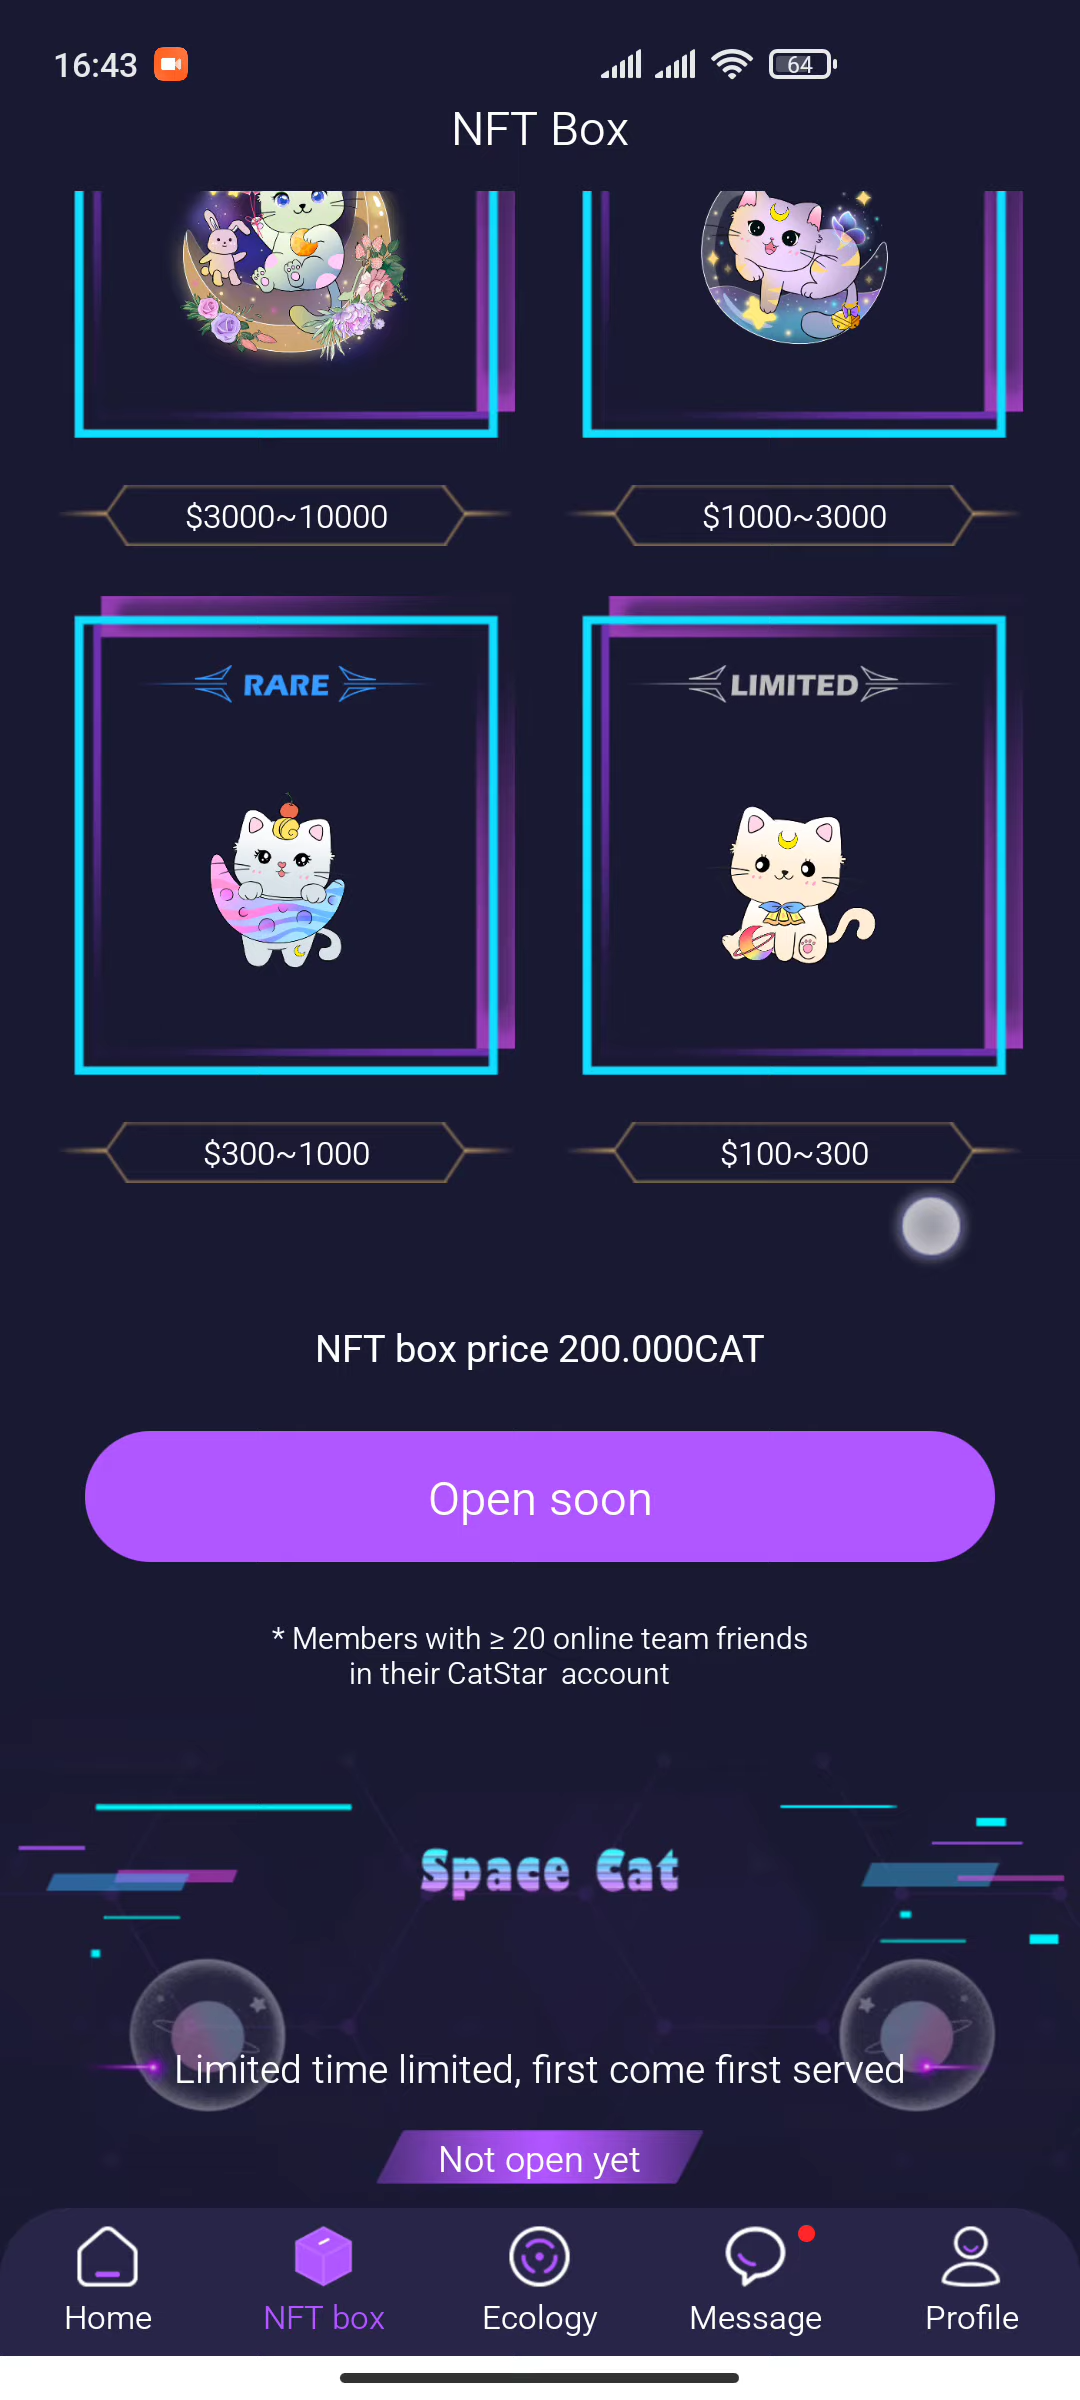 16:43
64
NFT Box
$3000~10000
$1000~3000
RARE
LIMITED
$300~1000
$100~300
NFT box price 200.000CAT
Open soon
* Members with ≥ 20 online team friends
in their CatStar account
Space Cat
Limited time limited, first come first served
Not open yet
Home
NFT box
Ecology
Message
Profile